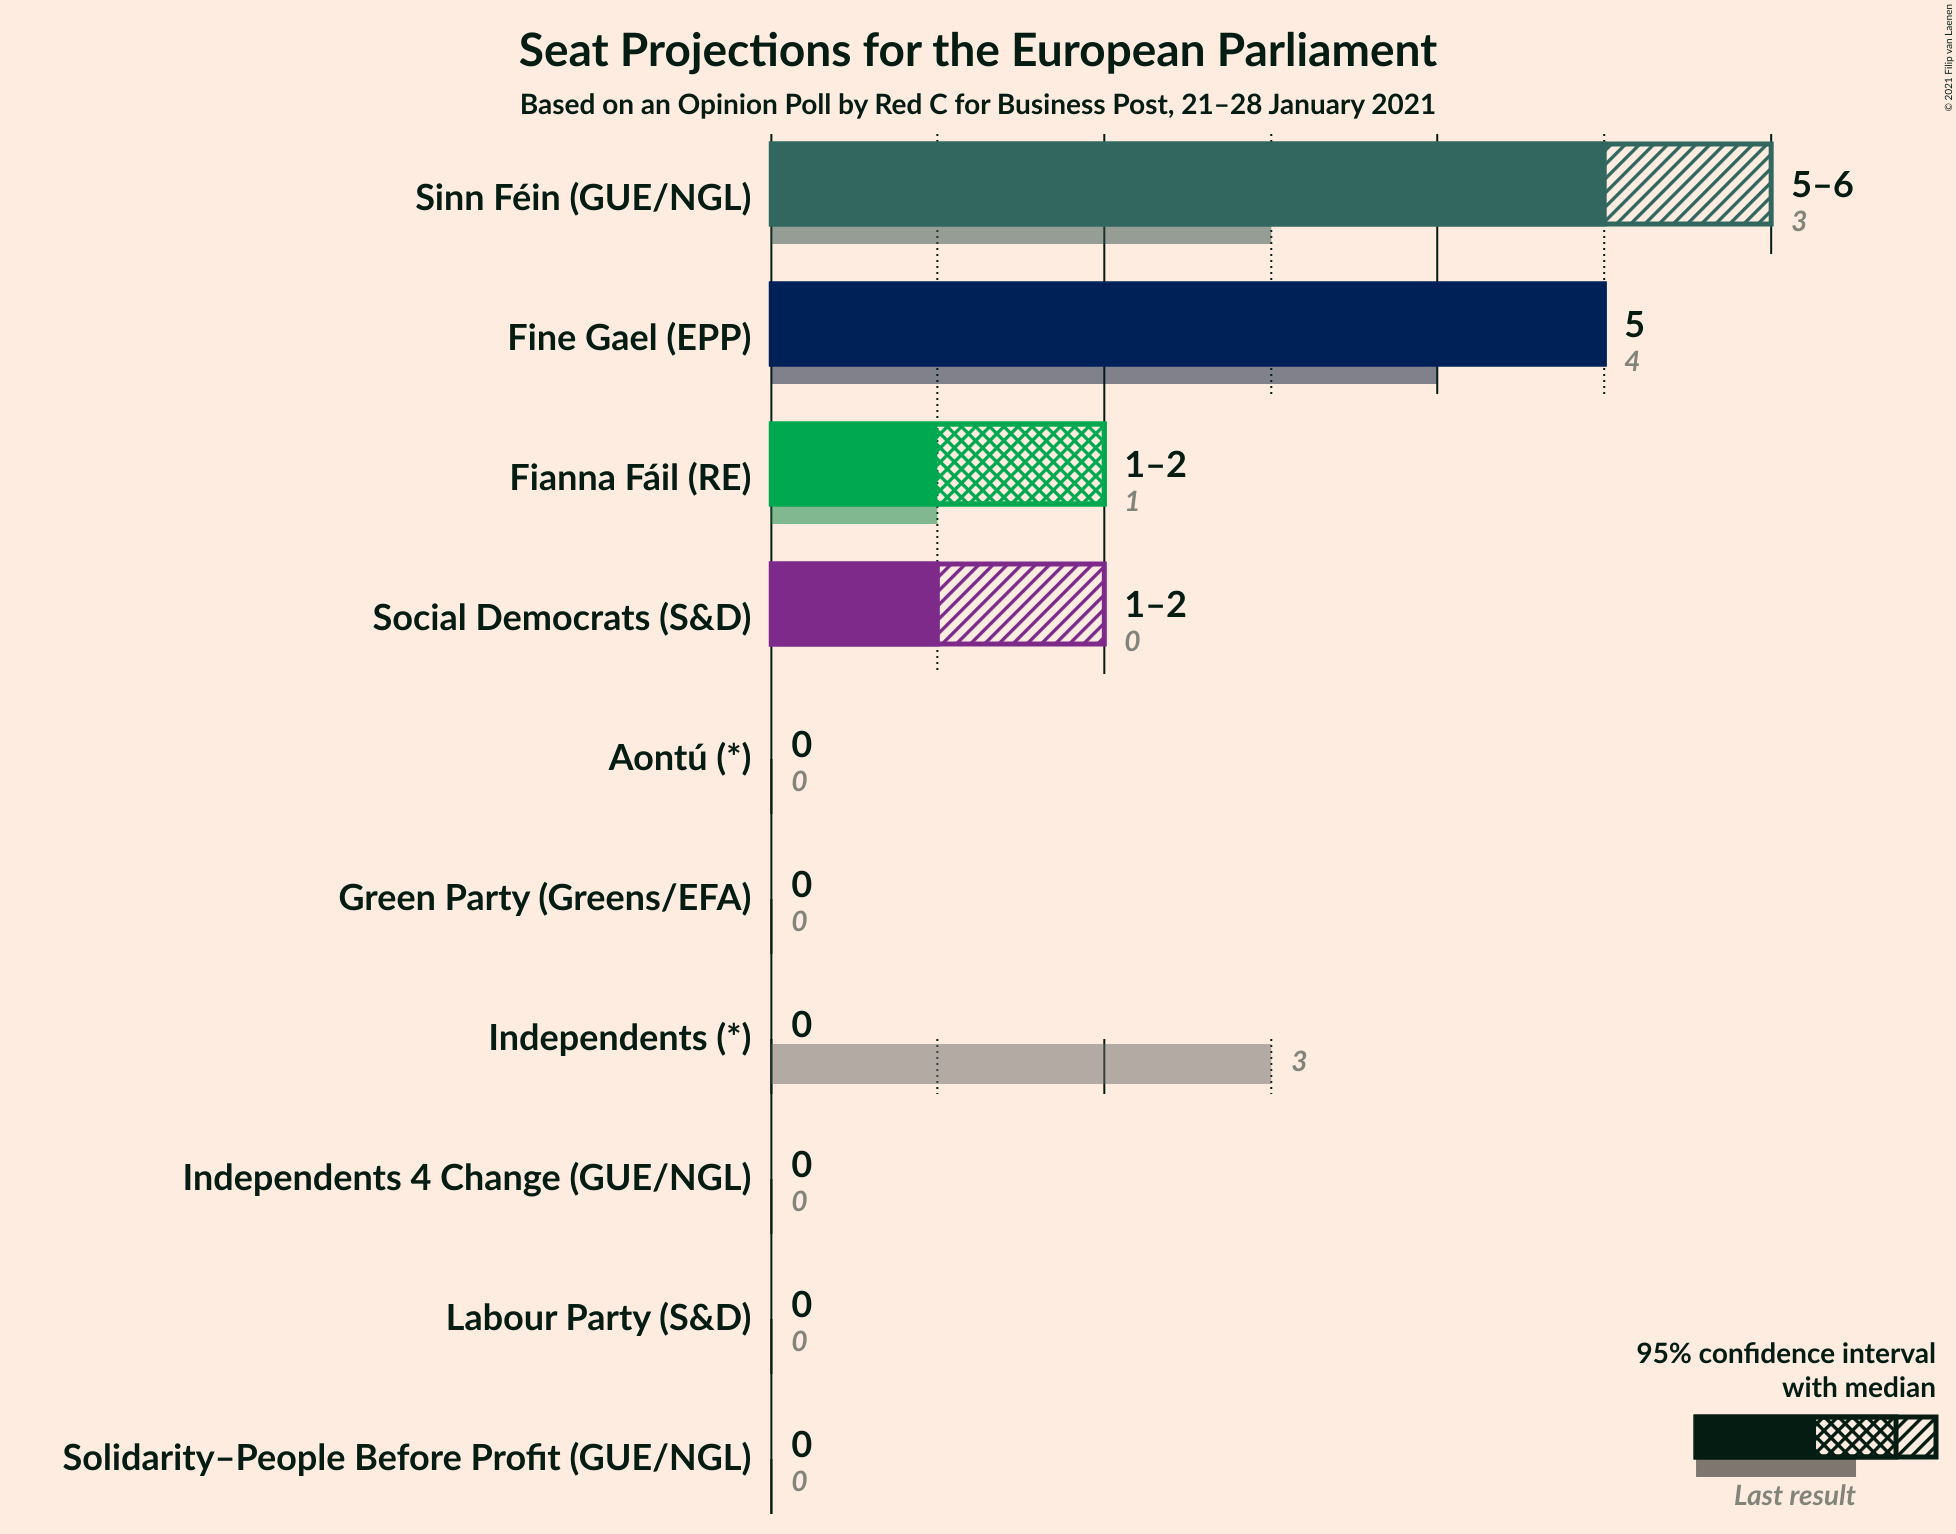 Seat Projections for the European Parliament
Based on an Opinion Poll by Red C for Business Post, 21–28 January 2021
© 2021 Filip van Laenen
Sinn Féin (GUE/NGL)
5–6
3
Fine Gael (EPP)
5
4
Fianna Fáil (RE)
1–2
1
Social Democrats (S&D)
1–2
0
Aontú (*)
0
0
Green Party (Greens/EFA)
0
0
Independents (*)
0
3
Independents 4 Change (GUE/NGL)
0
0
Labour Party (S&D)
0
0
Solidarity–People Before Profit (GUE/NGL)
0
0
95% confidence interval
with median
Last result